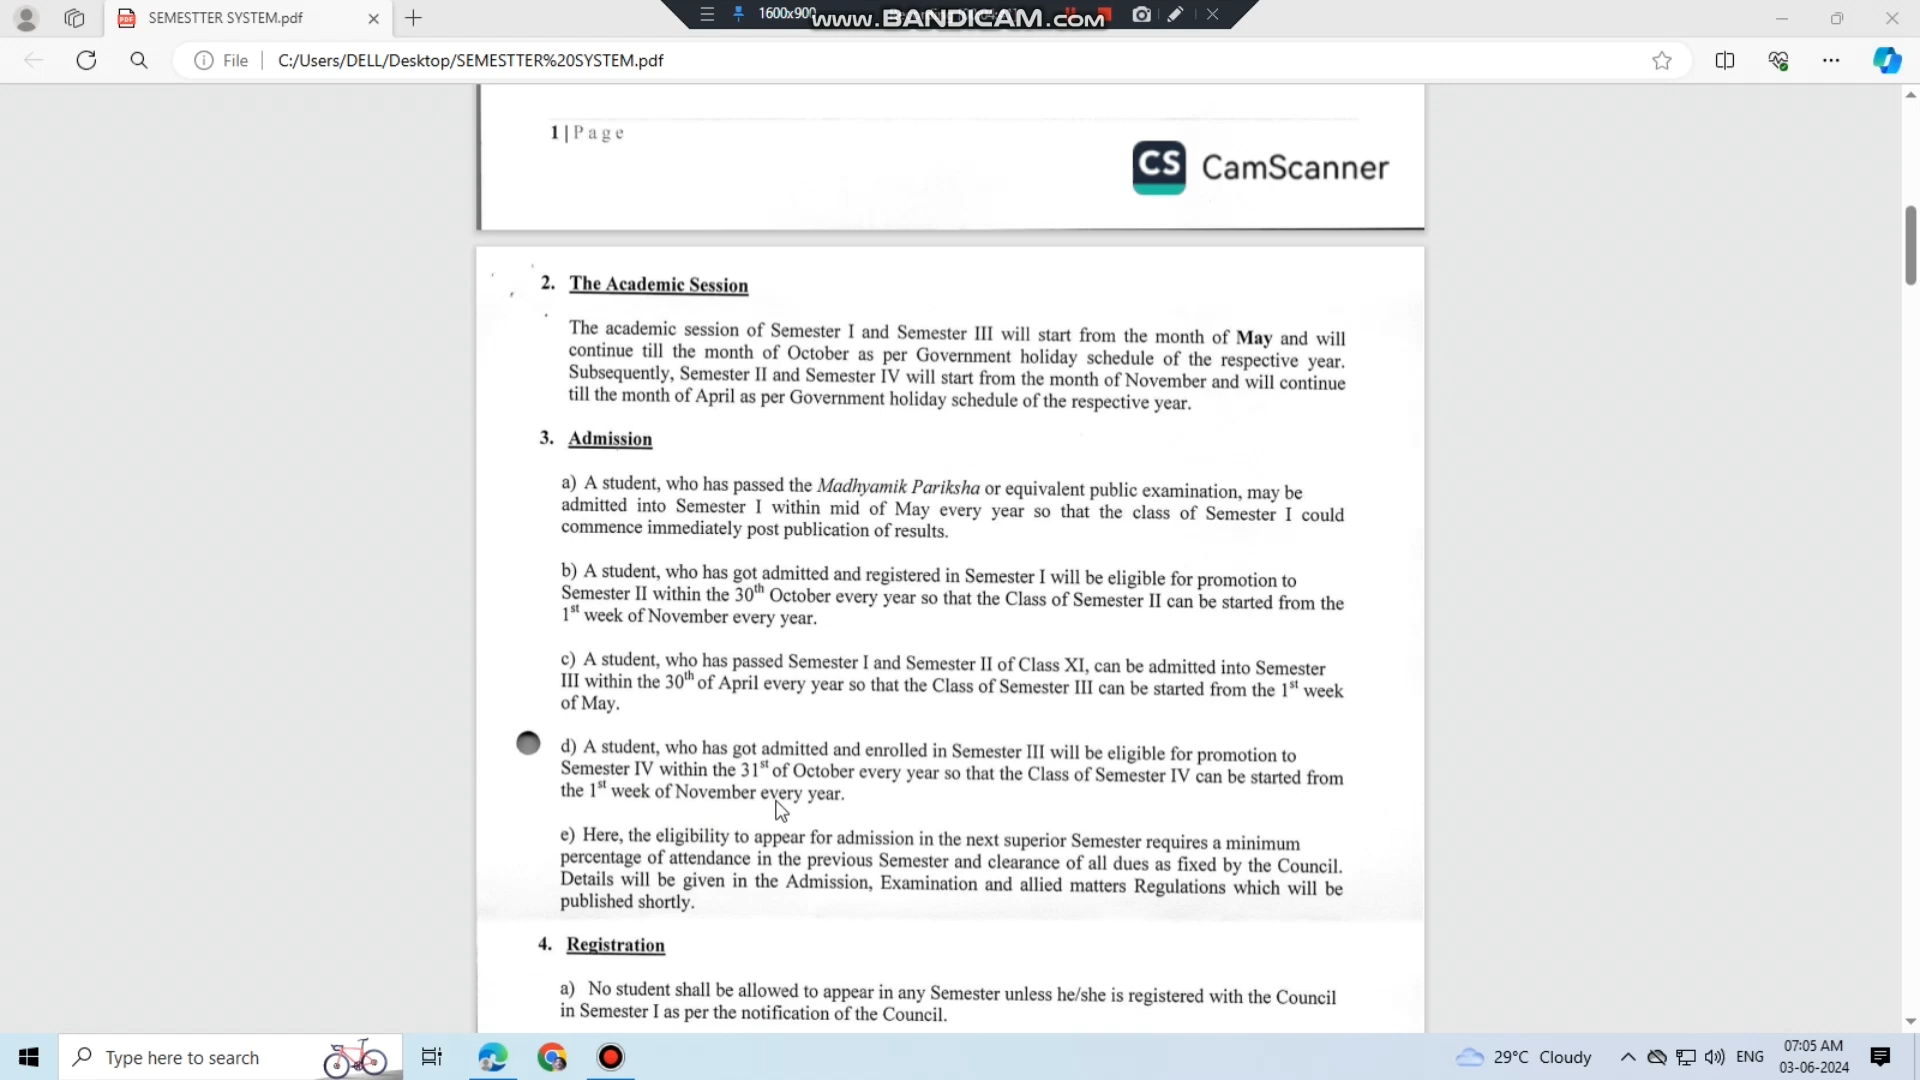 SEMESTTER SYSTEM.pdf
1600x900
www.BANDICAM.com
File
C:/Users/DELL/Desktop/SEMESTTER%20SYSTEM.pdf
1|Page
CS CamScanner
2. The Academic Session
The academic session of Semester I and Semester III will start from the month of May and will
continue till the month of October as per Government holiday schedule of the respective year.
Subsequently, Semester II and Semester IV will start from the month of November and will continue
till the month of April as per Government holiday schedule of the respective year.
3. Admission
a) A student, who has passed the Madhyamik Pariksha or equivalent public examination, may be
admitted into Semester I within mid of May every year so that the class of Semester I could
commence immediately post publication of results.
b) A student, who has got admitted and registered in Semester I will be eligible for promotion to
Semester II within the 30th October every year so that the Class of Semester II can be started from the
1st week of November every year.
c) A student, who has passed Semester I and Semester II of Class XI, can be admitted into Semester
III within the 30th of April every year so that the Class of Semester III can be started from the 1st week
of May.
d) A student, who has got admitted and enrolled in Semester III will be eligible for promotion to
Semester IV within the 31st of October every year so that the Class of Semester IV can be started from
the 1st week of November every year.
e) Here, the eligibility to appear for admission in the next superior Semester requires a minimum
percentage of attendance in the previous Semester and clearance of all dues as fixed by the Council.
Details will be given in the Admission, Examination and allied matters Regulations which will be
published shortly.
4. Registration
a) No student shall be allowed to appear in any Semester unless he/she is registered with the Council
in Semester I as per the notification of the Council.
Type here to search
29°C Cloudy
ENG
07:05 AM
03-06-2024